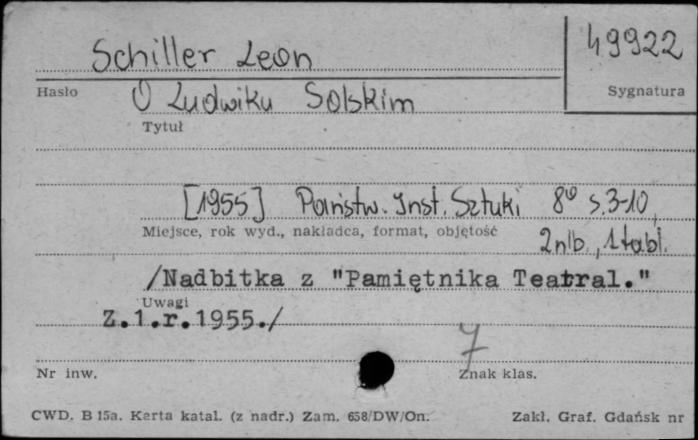 Schiller Leon
49922
Hasło
Sygnatura
O Ludwiku Solskim
Tytuł
[1955] Państw. Inst. Sztuki 8° s.3-10,
Miejsce, rok wyd., nakładca, format, objętość
2nlb., 1 tabl.
/Nadbitka z "Pamiętnika Teatral."
Uwagi
Z.1.r.1955./
7
Nr inw.
Znak klas.
CWD. B 15a. Karta katal. (z nadr.) Zam. 658/DW/On.
Zakł. Graf. Gdańsk nr